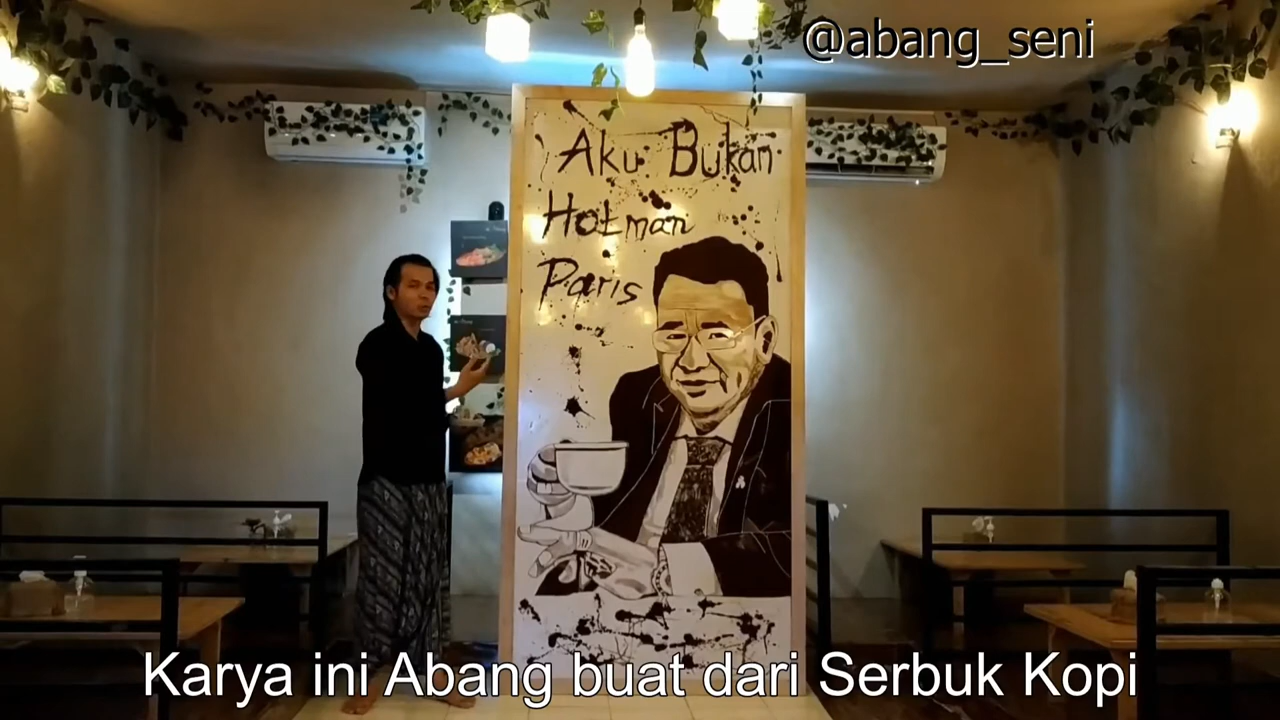 @abang_seni
Aku Bukan
Hotman
Paris
Karya ini Abang buat dari Serbuk Kopi